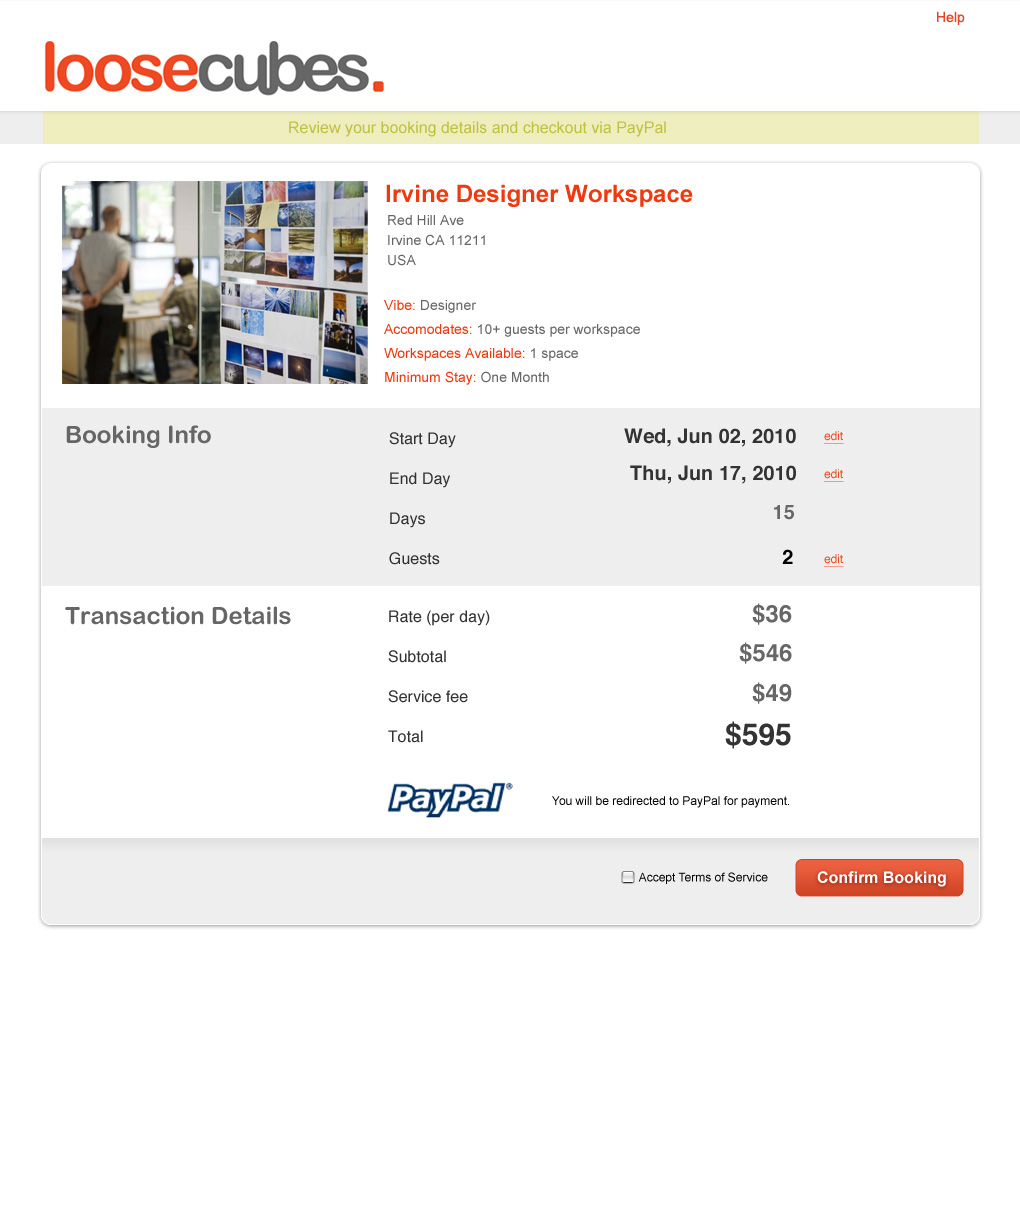 Help
loosecubes.
Review your booking details and checkout via PayPal
Irvine Designer Workspace
Red Hill Ave
Irvine CA 11211
USA
Vibe: Designer
Accomodates: 10+ guests per workspace
Workspaces Available: 1 space
Minimum Stay: One Month
Booking Info
Start Day Wed, Jun 02, 2010 edit
End Day Thu, Jun 17, 2010 edit
Days 15
Guests 2 edit
Transaction Details
Rate (per day) $36
Subtotal $546
Service fee $49
Total $595
PayPal® You will be redirected to PayPal for payment.
Accept Terms of Service Confirm Booking